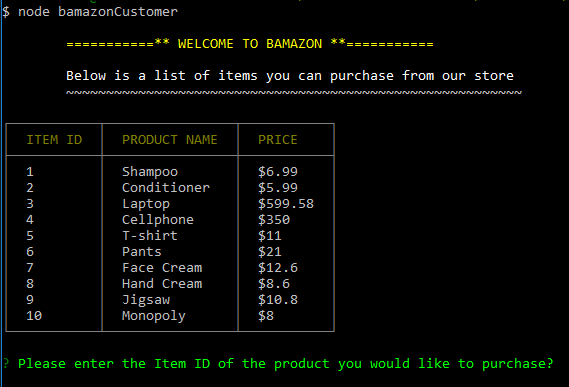 $ node bamazonCustomer
===========** WELCOME TO BAMAZON **===========
Below is a list of items you can purchase from our store
~~~~~~~~~~~~~~~~~~~~~~~~~~~~~~~~~~~~~~~~~~~~~~~~~~~~~~~~~
ITEM ID PRODUCT NAME PRICE
1 Shampoo $6.99
2 Conditioner $5.99
3 Laptop $599.58
4 Cellphone $350
5 T-shirt $11
6 Pants $21
7 Face Cream $12.6
8 Hand Cream $8.6
9 Jigsaw $10.8
10 Monopoly $8
? Please enter the Item ID of the product you would like to purchase?